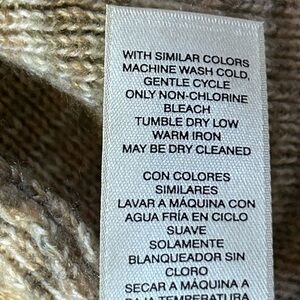 WITH SIMILAR COLORS
MACHINE WASH COLD,
GENTLE CYCLE
ONLY NON-CHLORINE
BLEACH
TUMBLE DRY LOW
WARM IRON
MAY BE DRY CLEANED
CON COLORES
SIMILARES
LAVAR A MÁQUINA CON
AGUA FRÍA EN CICLO
SUAVE
SOLAMENTE
BLANQUEADOR SIN
CLORO
SECAR A MÁQUINA A
BAJA TEMPERATURA